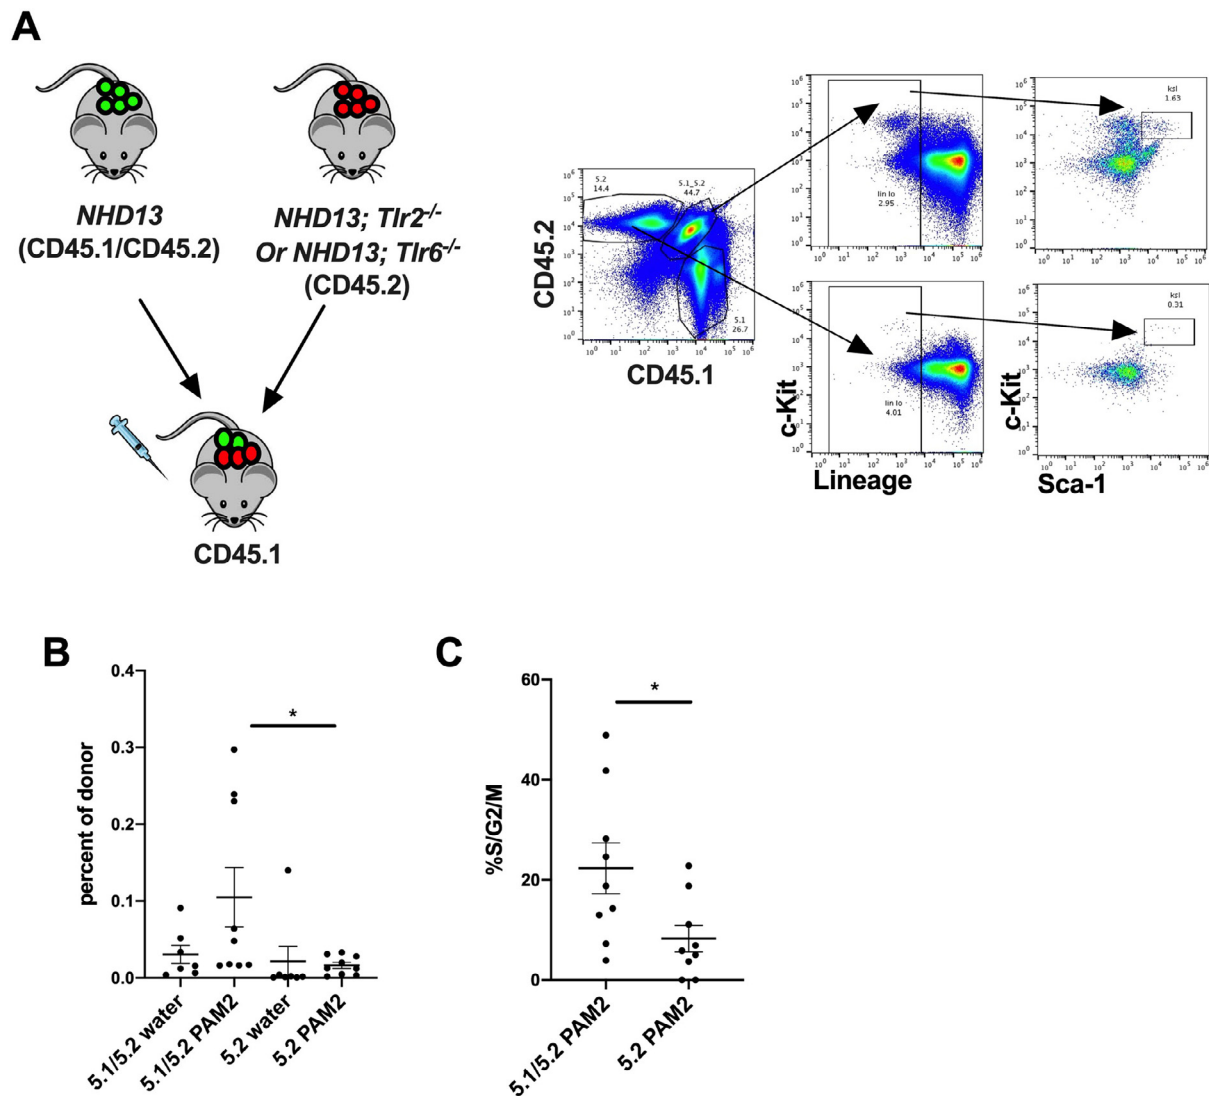 A
NHD13
(CD45.1/CD45.2)
NHD13; Tlr2-/-
Or NHD13; Tlr6-/-
(CD45.2)
CD45.1
5.2
14.4
5.1_5.2
44.7
5.1
26.7
CD45.2
CD45.1
lin lo
2.95
ksl
1.63
lin lo
4.01
ksl
0.31
c-Kit
Lineage
c-Kit
Sca-1
B
percent of donor
0.4
0.3
0.2
0.1
0.0
*
5.1/5.2 water
5.1/5.2 PAM2
5.2 water
5.2 PAM2
C
%S/G2/M
60
40
20
0
*
5.1/5.2 PAM2
5.2 PAM2